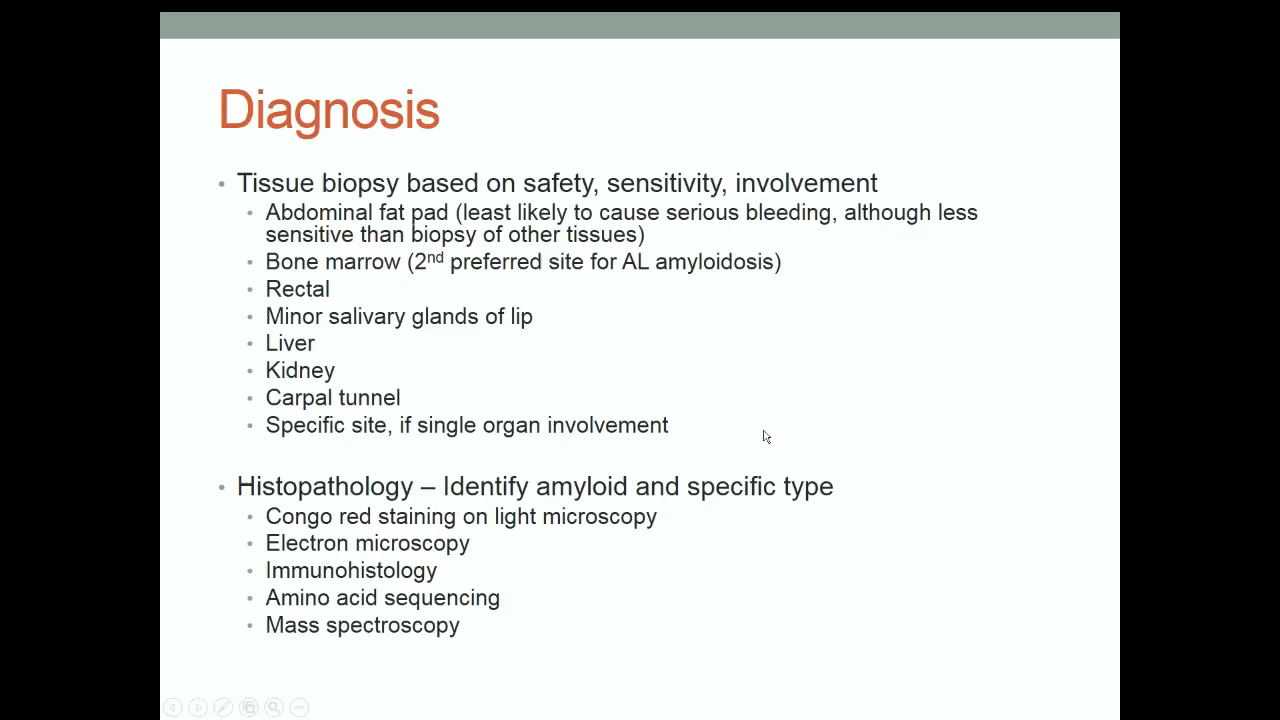 Diagnosis
• Tissue biopsy based on safety, sensitivity, involvement
• Abdominal fat pad (least likely to cause serious bleeding, although less
sensitive than biopsy of other tissues)
• Bone marrow (2nd preferred site for AL amyloidosis)
• Rectal
• Minor salivary glands of lip
• Liver
• Kidney
• Carpal tunnel
• Specific site, if single organ involvement
• Histopathology – Identify amyloid and specific type
• Congo red staining on light microscopy
• Electron microscopy
• Immunohistology
• Amino acid sequencing
• Mass spectroscopy